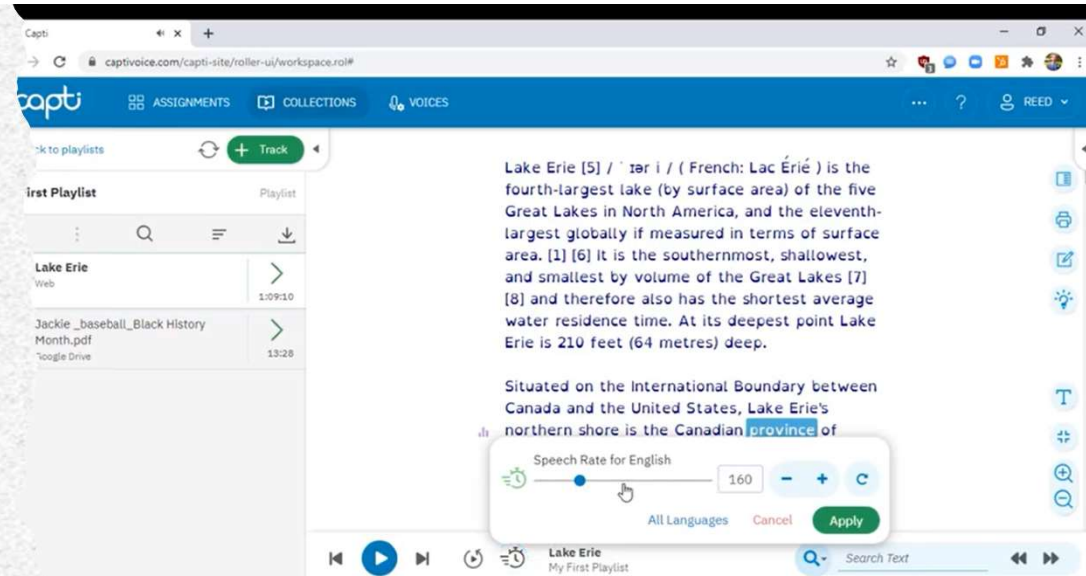 Capti
captivoice.com/capti-site/roller-ui/workspace.rol#
capti
ASSIGNMENTS
COLLECTIONS
VOICES
...
?
REED
ck to playlists
+ Track
irst Playlist
Playlist
Lake Erie
Web
1:09:10
Jackie _baseball_Black History
Month.pdf
Google Drive
13:28
Lake Erie [5] / ˈ ɪər i / ( French: Lac Érié ) is the
fourth-largest lake (by surface area) of the five
Great Lakes in North America, and the eleventh-
largest globally if measured in terms of surface
area. [1] [6] It is the southernmost, shallowest,
and smallest by volume of the Great Lakes [7]
[8] and therefore also has the shortest average
water residence time. At its deepest point Lake
Erie is 210 feet (64 metres) deep.
Situated on the International Boundary between
Canada and the United States, Lake Erie's
northern shore is the Canadian province of
Speech Rate for English
160
All Languages
Cancel
Apply
Lake Erie
My First Playlist
Search Text